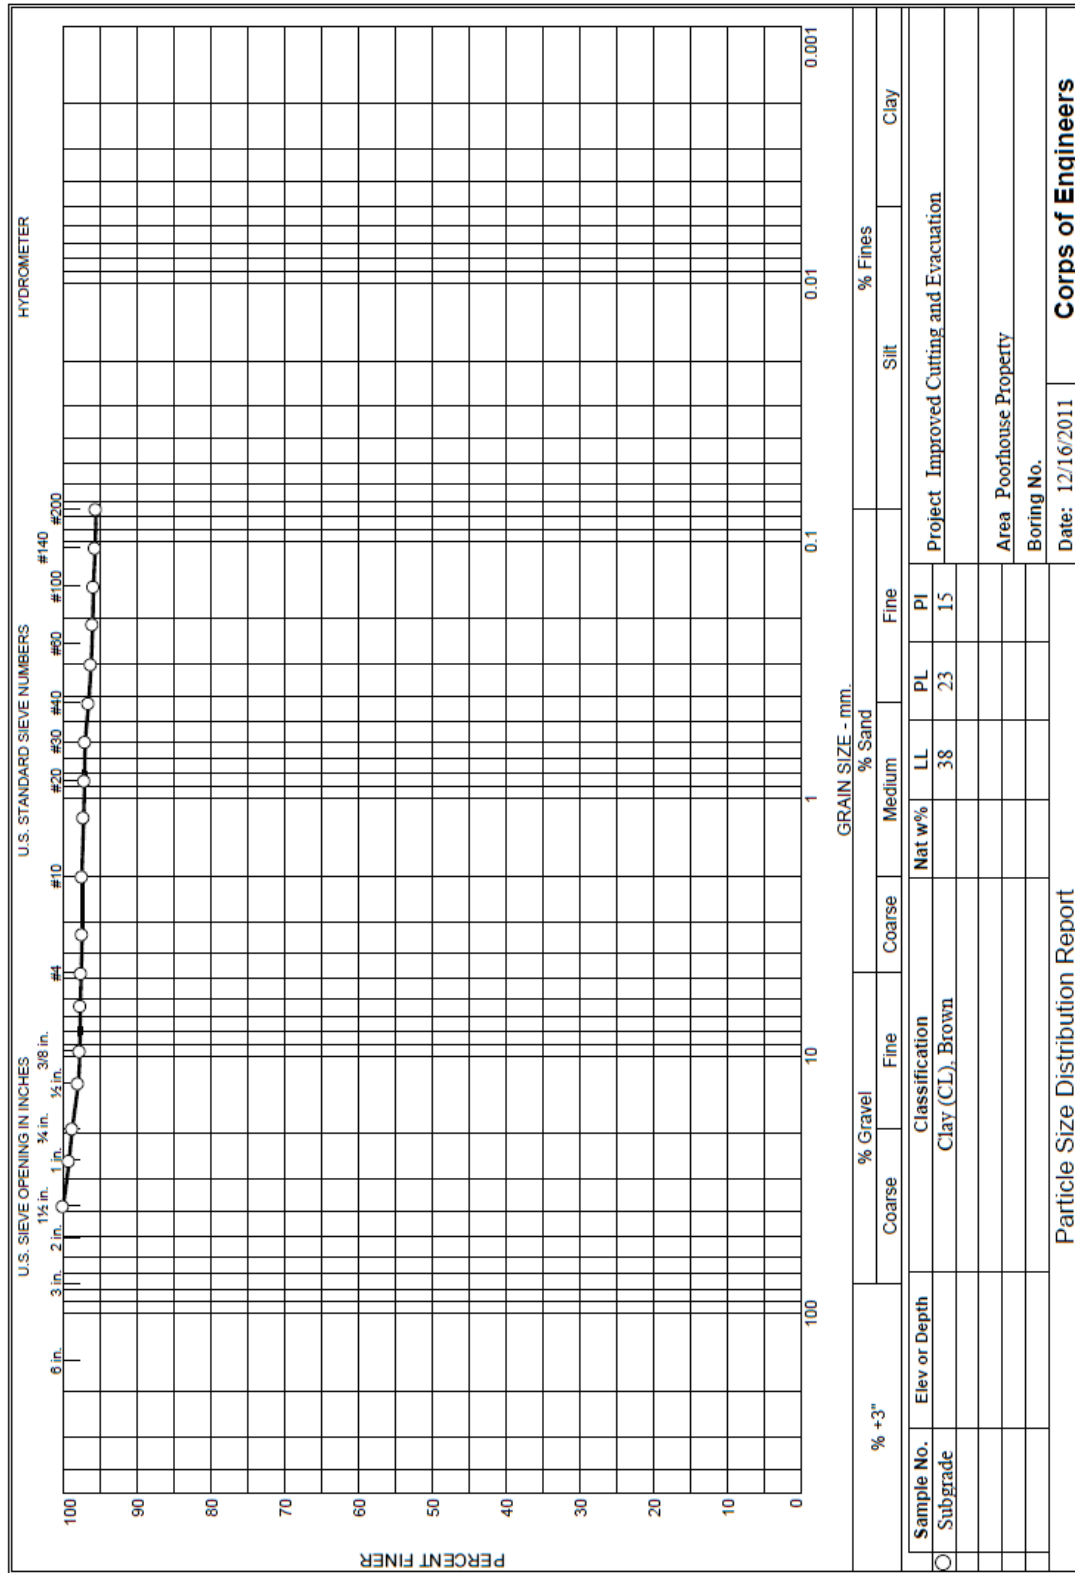 U.S. SIEVE OPENING IN INCHES U.S. STANDARD SIEVE NUMBERS HYDROMETER
6 in. 3 in. 2 in. 1½ in. 1 in. ¾ in. ½ in. 3/8 in. #4 #10 #20 #30 #40 #60 #100 #140 #200
100
90
80
70
60
50
40
30
20
10
0
PERCENT FINER
100 10 1 0.1 0.01 0.001
GRAIN SIZE - mm.
% +3" % Gravel % Sand % Fines
Coarse Fine Coarse Medium Fine Silt Clay
Sample No. Elev or Depth Classification Nat w% LL PL PI
Subgrade Clay (CL), Brown 38 23 15
Project Improved Cutting and Evacuation
Area Poorhouse Property
Boring No.
Particle Size Distribution Report Date: 12/16/2011 Corps of Engineers